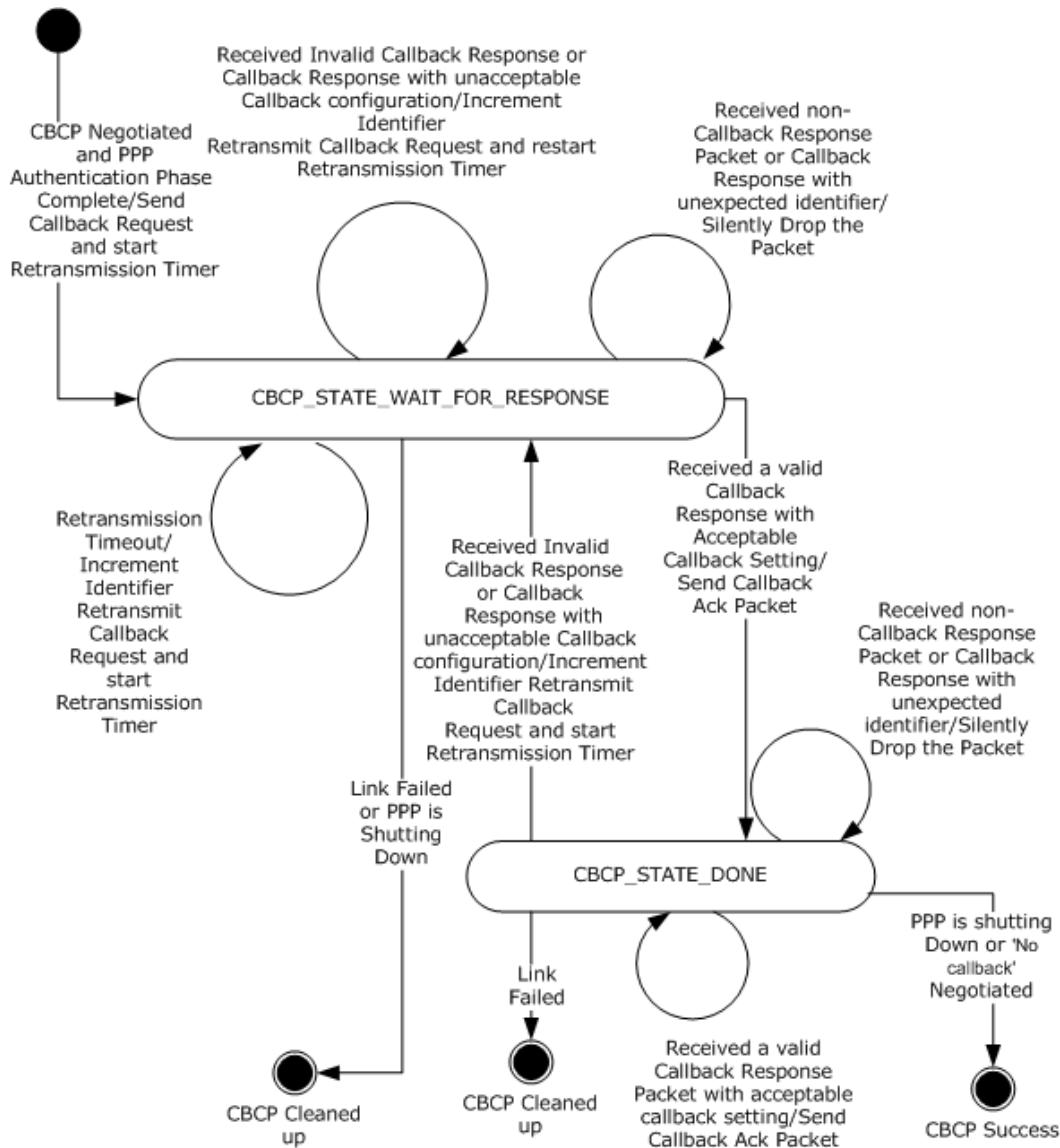 Received Invalid Callback Response or
Callback Response with unacceptable
Callback configuration/Increment
Identifier
Retransmit Callback Request and restart
Retransmission Timer
Received non-
Callback Response
Packet or Callback
Response with
unexpected identifier/
Silently Drop the
Packet
CBCP Negotiated
and PPP
Authentication Phase
Complete/Send
Callback Request
and start
Retransmission Timer
CBCP_STATE_WAIT_FOR_RESPONSE
Retransmission
Timeout/
Increment
Identifier
Retransmit
Callback
Request and
start
Retransmission
Timer
Received Invalid
Callback Response
or Callback
Response with
unacceptable Callback
configuration/Increment
Identifier Retransmit
Callback
Request and start
Retransmission Timer
Received a valid
Callback
Response with
Acceptable
Callback Setting/
Send Callback
Ack Packet
Received non-
Callback Response
Packet or Callback
Response with
unexpected
identifier/Silently
Drop the Packet
Link Failed
or PPP is
Shutting
Down
CBCP_STATE_DONE
Link
Failed
PPP is shutting
Down or 'No
callback'
Negotiated
CBCP Cleaned
up
CBCP Cleaned
up
Received a valid
Callback Response
Packet with acceptable
callback setting/Send
Callback Ack Packet
CBCP Success